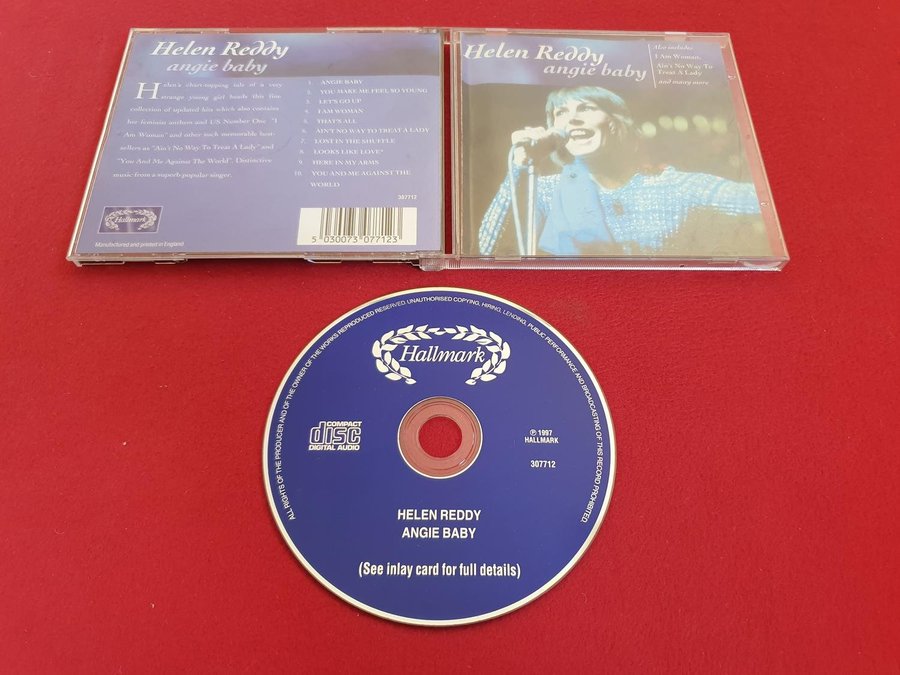 Helen Reddy
angie baby
Helen's chart-topping tale of a very
strange young girl heads this fine
collection of updated hits which also contains
her feminist anthem and US Number One "I
Am Woman" and other such memorable best-
sellers as "Ain't No Way To Treat A Lady" and
"You And Me Against The World". Distinctive
music from a superb popular singer.
1. ANGIE BABY
2. YOU MAKE ME FEEL SO YOUNG
3. LET'S GO UP
4. I AM WOMAN
5. THAT'S ALL
6. AIN'T NO WAY TO TREAT A LADY
7. LOST IN THE SHUFFLE
8. LOOKS LIKE LOVE*
9. HERE IN MY ARMS
10. YOU AND ME AGAINST THE
WORLD
307712
Hallmark
5 030073 077123
Manufactured and printed in England
Helen Reddy
angie baby
Also includes
I Am Woman,
Ain't No Way To
Treat A Lady
and many more
ALL RIGHTS OF THE PRODUCER AND OF THE OWNER OF THE WORKS REPRODUCED RESERVED. UNAUTHORISED COPYING, HIRING, LENDING, PUBLIC PERFORMANCE AND BROADCASTING OF THIS RECORD PROHIBITED.
Hallmark
COMPACT
disc
DIGITAL AUDIO
℗ 1997
HALLMARK
307712
HELEN REDDY
ANGIE BABY
(See inlay card for full details)